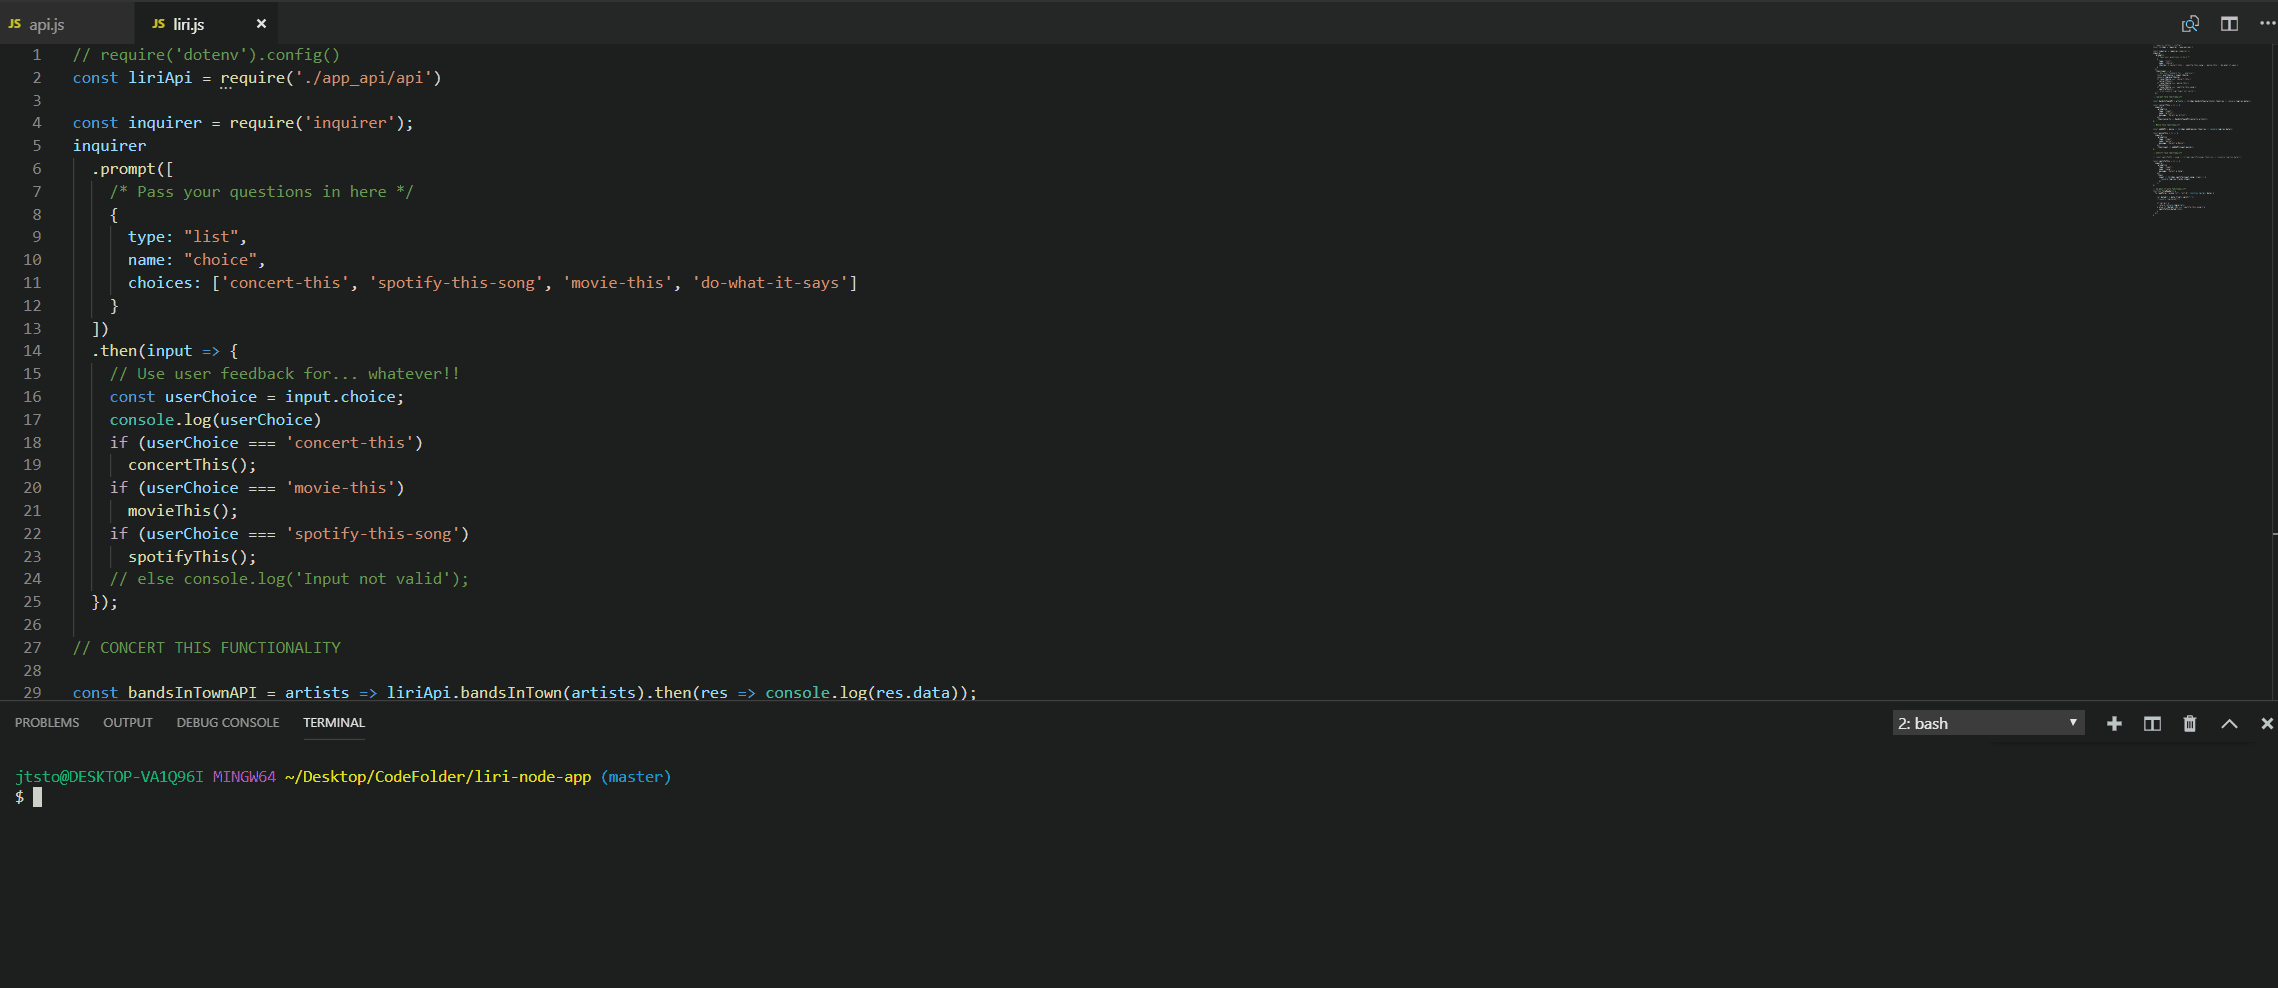 JS api.js JS liri.js ×
1 // require('dotenv').config()
2 const liriApi = require('./app_api/api')
3
4 const inquirer = require('inquirer');
5 inquirer
6 .prompt([
7 /* Pass your questions in here */
8 {
9 type: "list",
10 name: "choice",
11 choices: ['concert-this', 'spotify-this-song', 'movie-this', 'do-what-it-says']
12 }
13 ])
14 .then(input => {
15 // Use user feedback for... whatever!!
16 const userChoice = input.choice;
17 console.log(userChoice)
18 if (userChoice === 'concert-this')
19 concertThis();
20 if (userChoice === 'movie-this')
21 movieThis();
22 if (userChoice === 'spotify-this-song')
23 spotifyThis();
24 // else console.log('Input not valid');
25 });
26
27 // CONCERT THIS FUNCTIONALITY
28
29 const bandsInTownAPI = artists => liriApi.bandsInTown(artists).then(res => console.log(res.data));
PROBLEMS OUTPUT DEBUG CONSOLE TERMINAL 2: bash
jtsto@DESKTOP-VA1Q96I MINGW64 ~/Desktop/CodeFolder/liri-node-app (master)
$